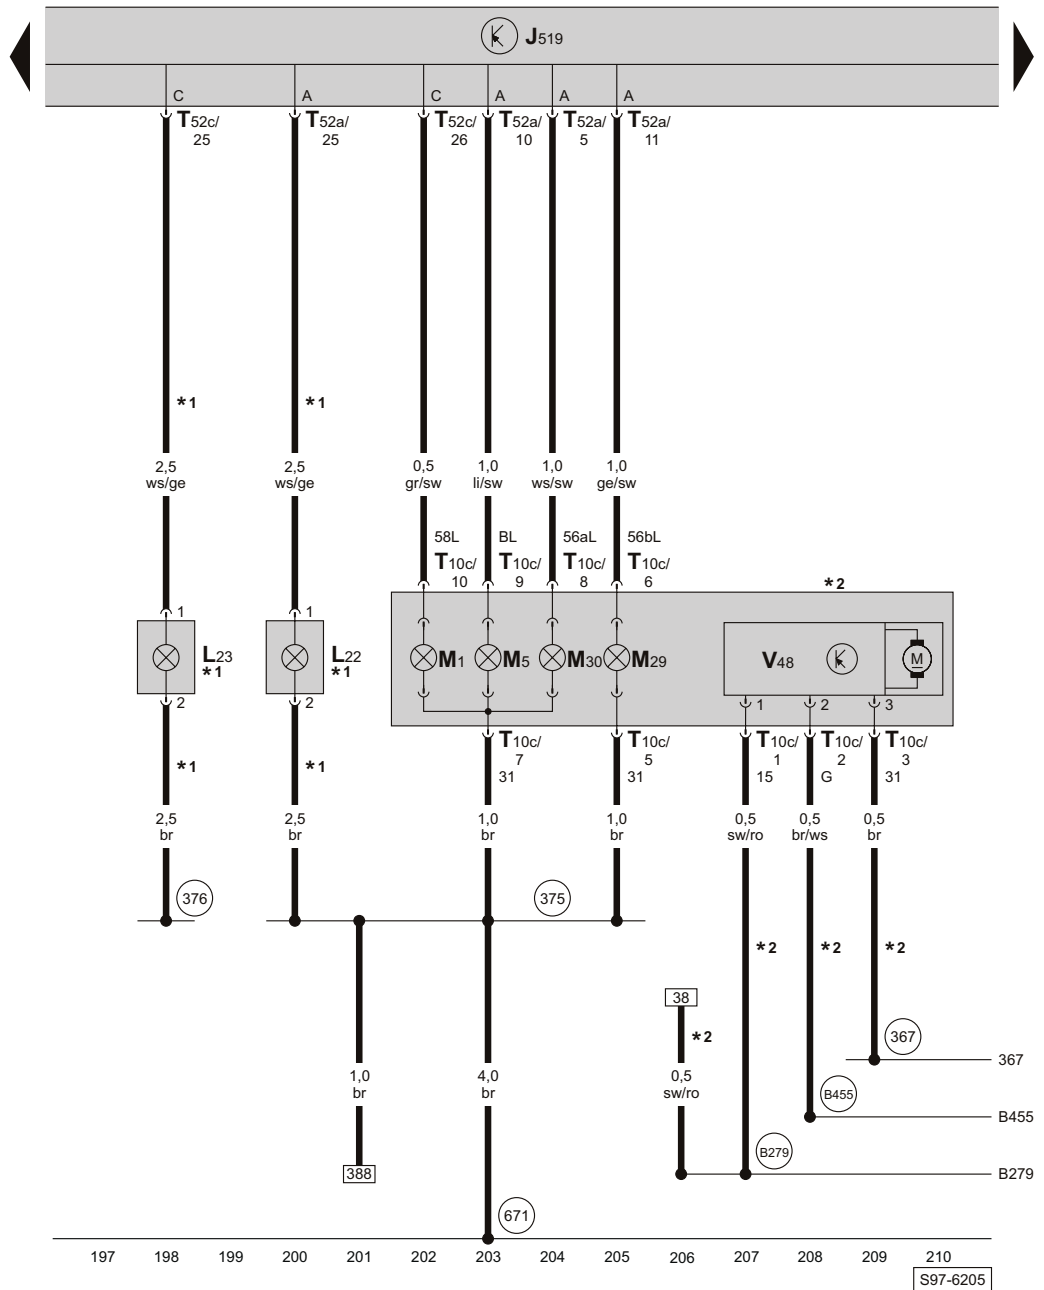 J519
C A C A A A
T52c/ T52a/ T52c/ T52a/ T52a/ T52a/
25 25 26 10 5 11
*1 *1
2,5 2,5 0,5 1,0 1,0 1,0
ws/ge ws/ge gr/sw li/sw ws/sw ge/sw
58L BL 56aL 56bL
T10c/ T10c/ T10c/ T10c/
10 9 8 6
*2
1 1
L23 L22 M1 M5 M30 M29 V48 M
*1 *1
2 2 1 2 3
T10c/ T10c/ T10c/ T10c/ T10c/
7 5 1 2 3
31 31 15 G 31
*1 *1
2,5 2,5 1,0 1,0 0,5 0,5 0,5
br br br br sw/ro br/ws br
376 375
*2 *2 *2
38
*2
367
367
1,0 4,0 0,5
br br sw/ro
B455
B455
B279
388 B279
671
197 198 199 200 201 202 203 204 205 206 207 208 209 210
S97-6205